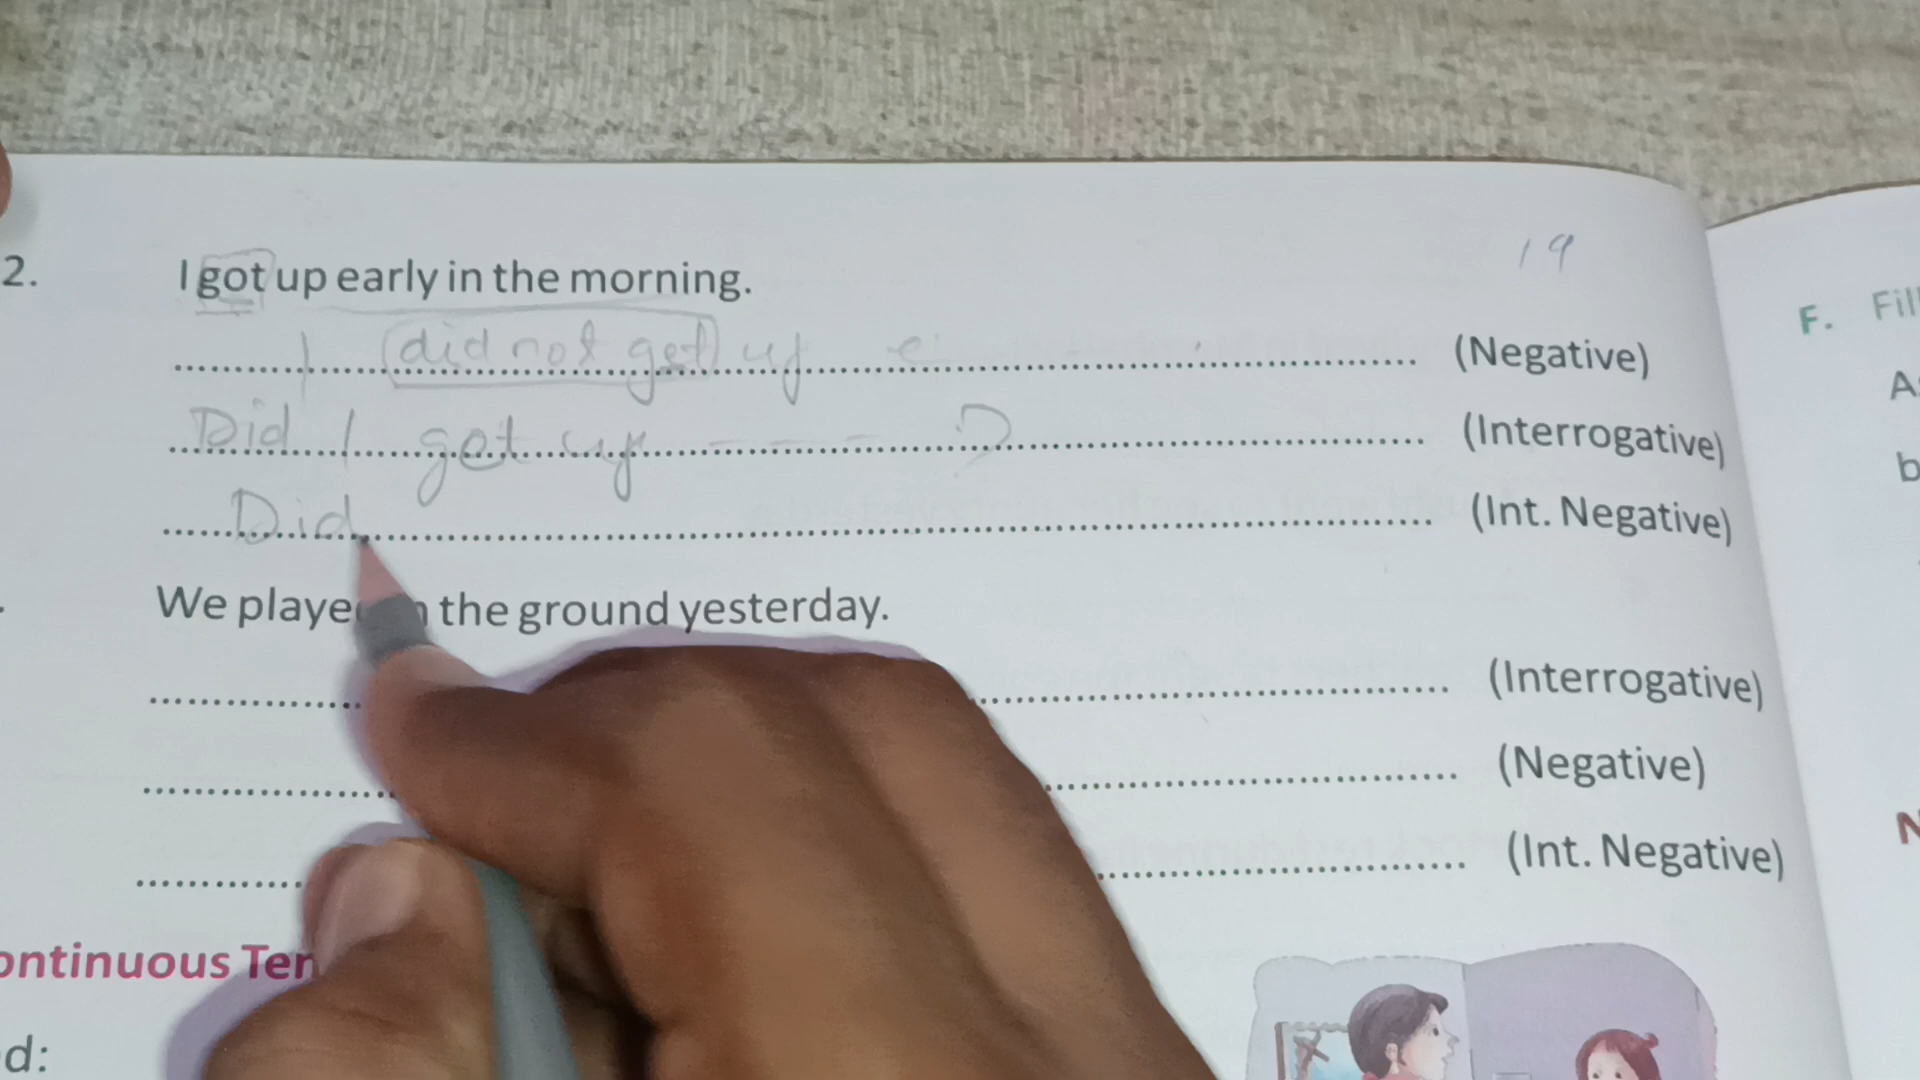 19
2. I got up early in the morning.
I did not get up e (Negative)
Did I get up - - - - ? (Interrogative)
Did (Int. Negative)
We playe the ground yesterday.
(Interrogative)
(Negative)
(Int. Negative)
ontinuous Ten
d:
F. Fil
A
b
N